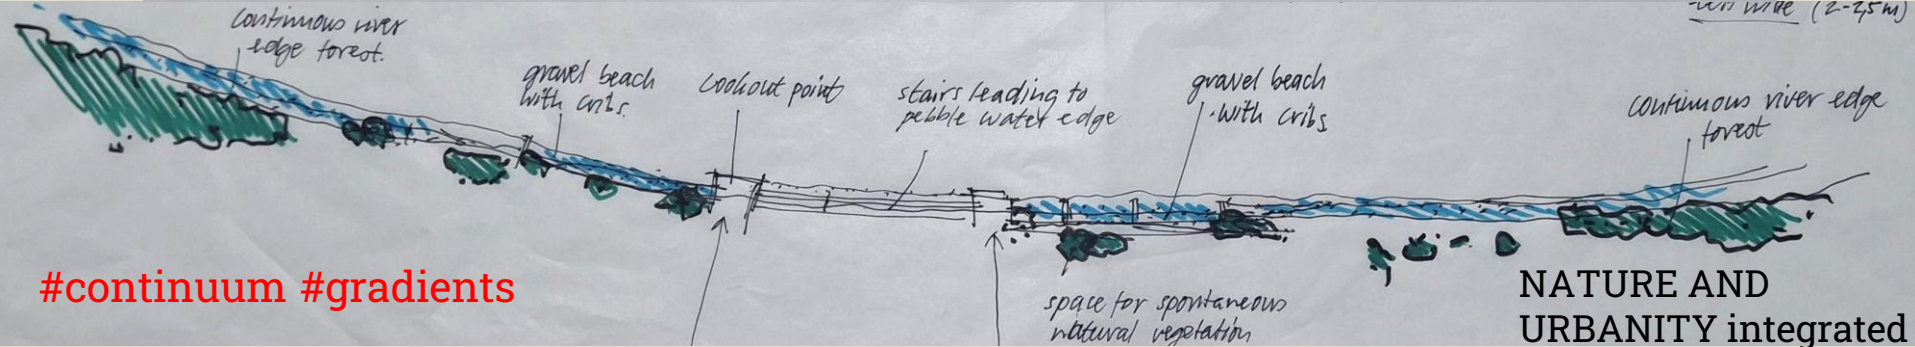 continuous river
edge forest.
gravel beach
with cribs.
lookout point
stairs leading to
pebble water edge
gravel beach
with cribs
(2-2,5m)
continuous river edge
forest
space for spontaneous
natural vegetation
#continuum #gradients
NATURE AND
URBANITY integrated